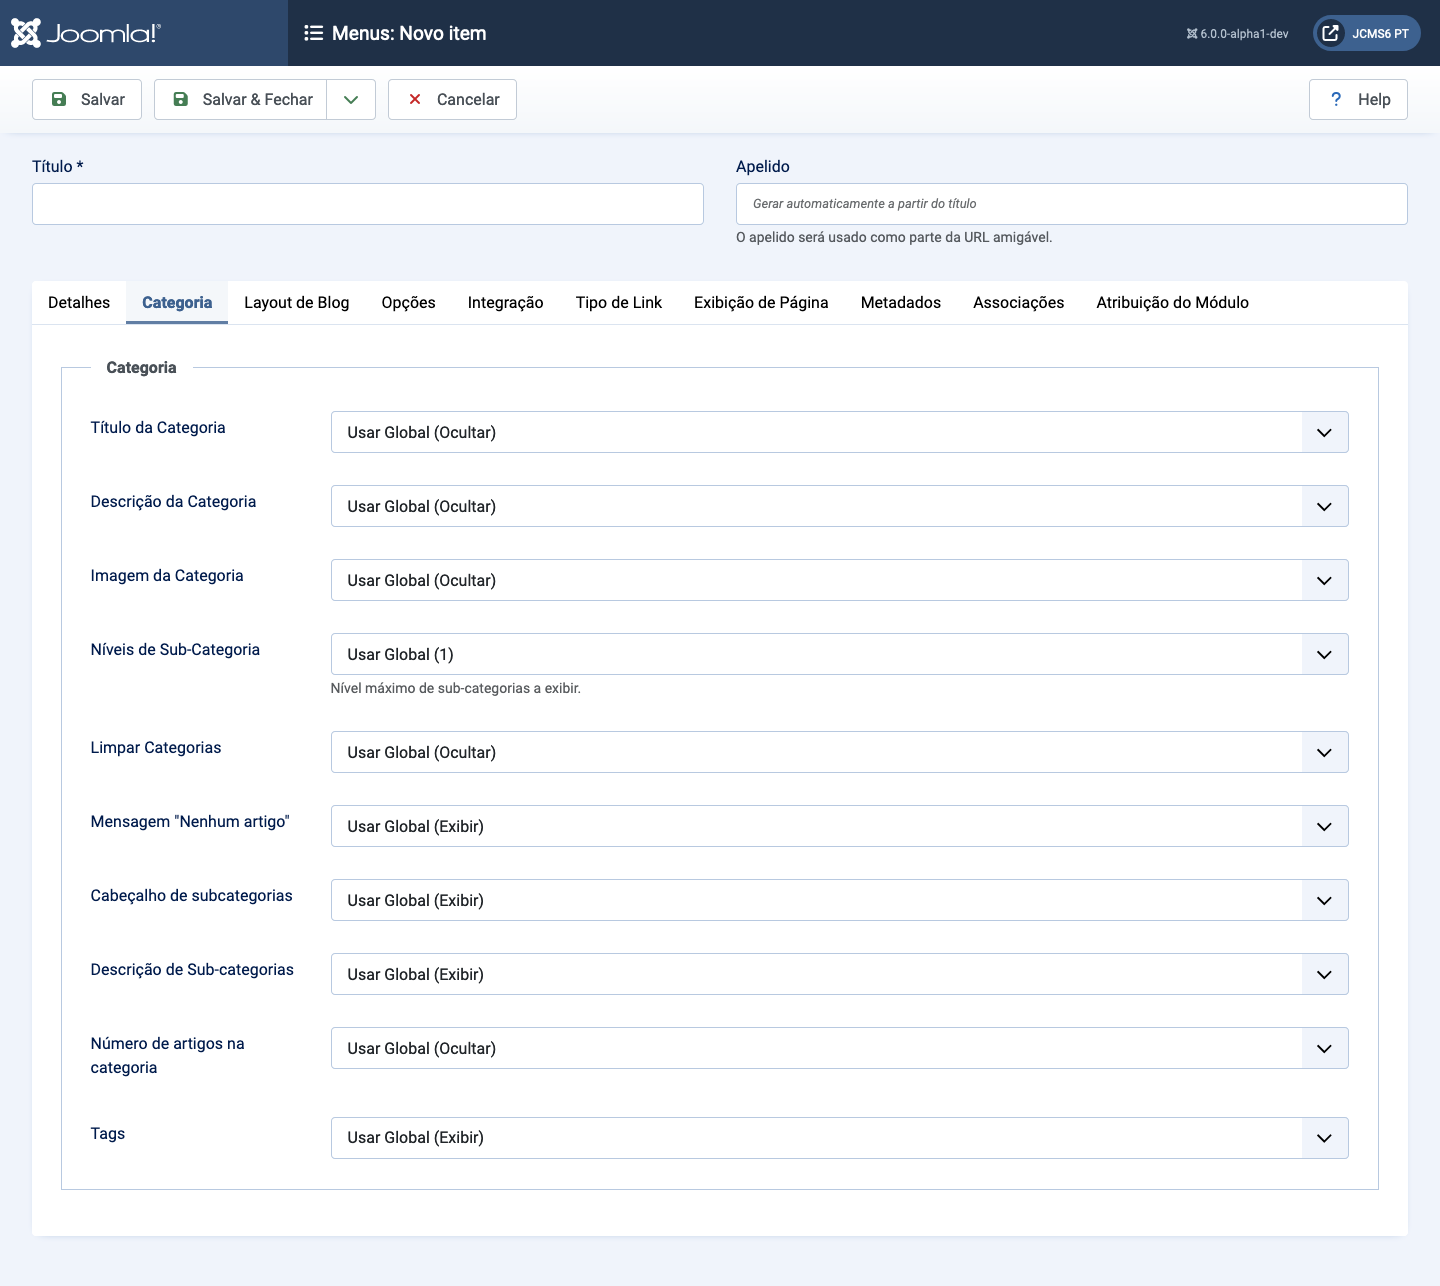 Joomla!®
Menus: Novo item
6.0.0-alpha1-dev
JCMS6 PT
Salvar
Salvar & Fechar
Cancelar
? Help
Título *
Apelido
Gerar automaticamente a partir do título
O apelido será usado como parte da URL amigável.
Detalhes Categoria Layout de Blog Opções Integração Tipo de Link Exibição de Página Metadados Associações Atribuição do Módulo
Categoria
Título da Categoria
Usar Global (Ocultar)
Descrição da Categoria
Usar Global (Ocultar)
Imagem da Categoria
Usar Global (Ocultar)
Níveis de Sub-Categoria
Usar Global (1)
Nível máximo de sub-categorias a exibir.
Limpar Categorias
Usar Global (Ocultar)
Mensagem "Nenhum artigo"
Usar Global (Exibir)
Cabeçalho de subcategorias
Usar Global (Exibir)
Descrição de Sub-categorias
Usar Global (Exibir)
Número de artigos na
categoria
Usar Global (Ocultar)
Tags
Usar Global (Exibir)